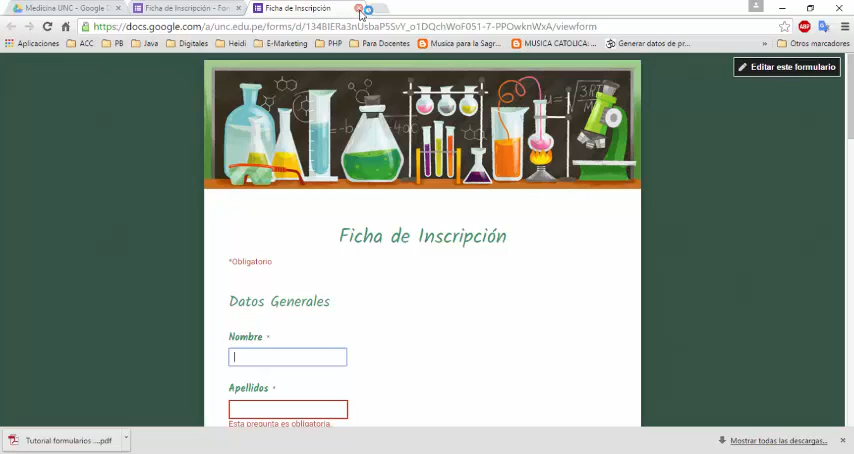 Medicina UNC - Google
Ficha de Inscripción - For
Ficha de Inscripción
https://docs.google.com/a/unc.edu.pe/forms/d/134BIERa3nUsbaP5SvY_o1DQchWoF051-7-PPOwknWxA/viewform
Aplicaciones
ACC
PB
Java
Digitales
Heidi
E-Marketing
PHP
Para Docentes
Musica para la Sagr...
MUSICA CATOLICA: ...
Generar datos de pr...
»
Otros marcadores
Editar este formulario
Ficha de Inscripción
*Obligatorio
Datos Generales
Nombre *
Apellidos *
Esta pregunta es obligatoria.
Tutorial formularios ....pdf
Mostrar todas las descargas...